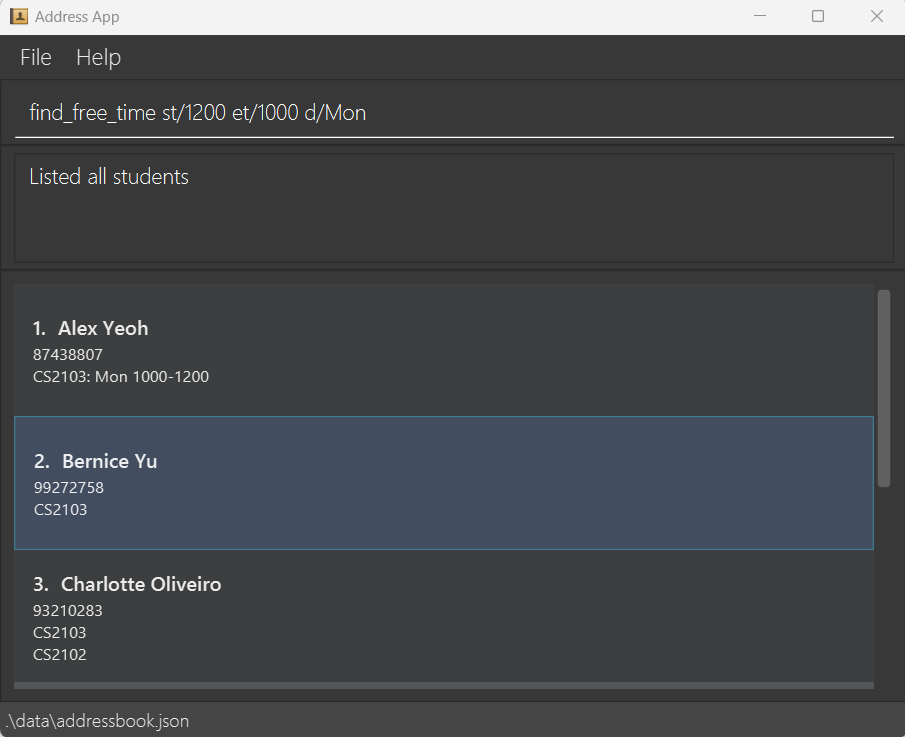 Address App
File Help
find_free_time st/1200 et/1000 d/Mon
Listed all students
1. Alex Yeoh
87438807
CS2103: Mon 1000-1200
2. Bernice Yu
99272758
CS2103
3. Charlotte Oliveiro
93210283
CS2103
CS2102
.\data\addressbook.json